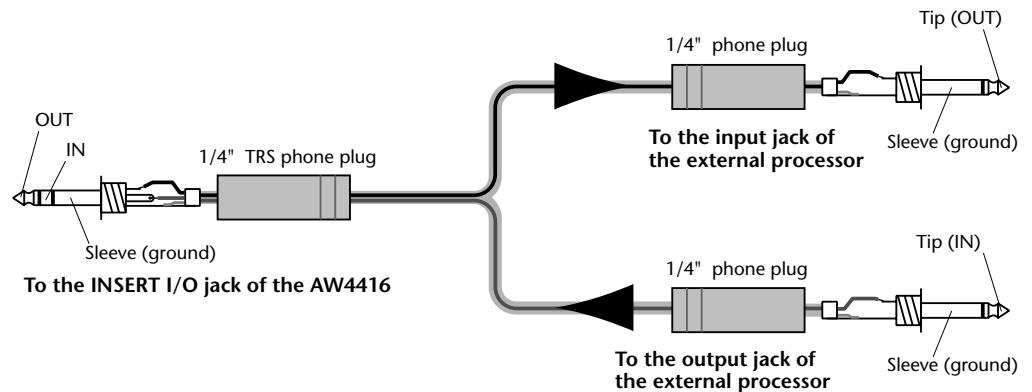 Tip (OUT)
1/4" phone plug
OUT
IN
1/4" TRS phone plug
To the input jack of
the external processor
Sleeve (ground)
Sleeve (ground)
To the INSERT I/O jack of the AW4416
Tip (IN)
1/4" phone plug
To the output jack of
the external processor
Sleeve (ground)